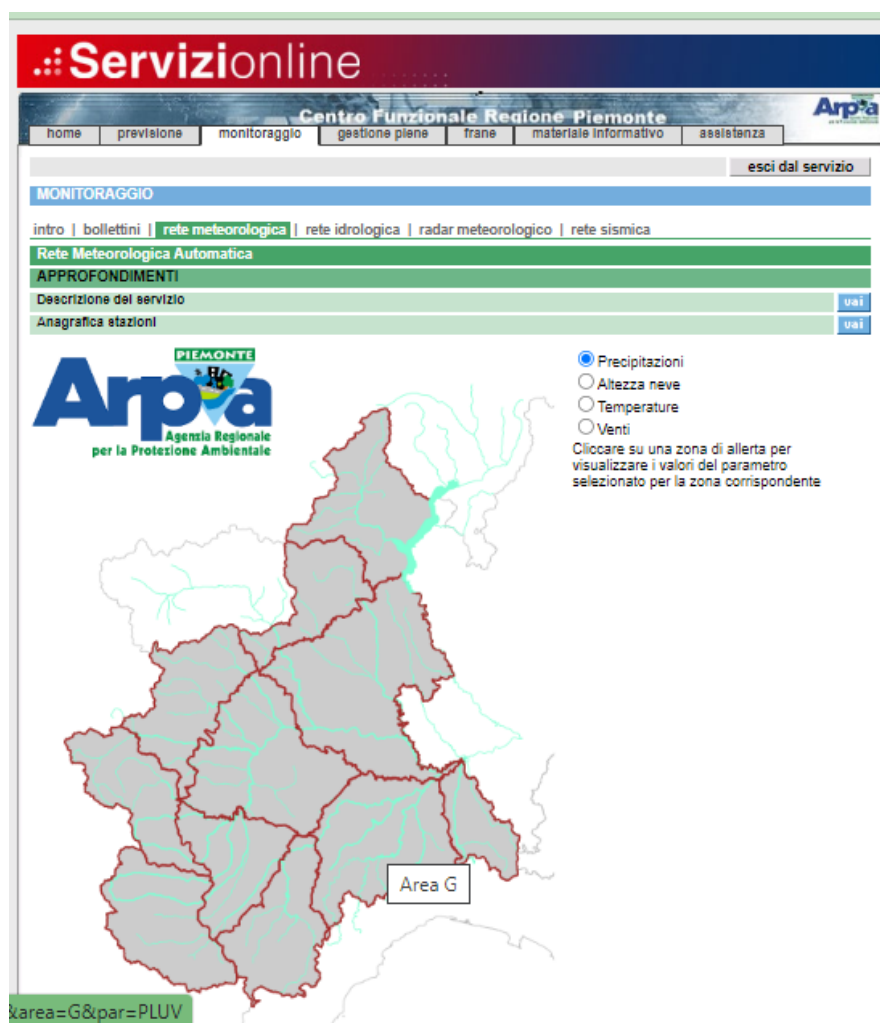 .:: Servizionline
Centro Funzionale Regione Piemonte
Arpa
home previsione monitoraggio gestione piene frane materiale informativo assistenza
esci dal servizio
MONITORAGGIO
intro | bollettini | rete meteorologica | rete idrologica | radar meteorologico | rete sismica
Rete Meteorologica Automatica
APPROFONDIMENTI
Descrizione del servizio vai
Anagrafica stazioni vai
PIEMONTE
Arpa
Agenzia Regionale
per la Protezione Ambientale
Precipitazioni
Altezza neve
Temperature
Venti
Cliccare su una zona di allerta per
visualizzare i valori del parametro
selezionato per la zona corrispondente
Area G
&area=G&par=PLUV